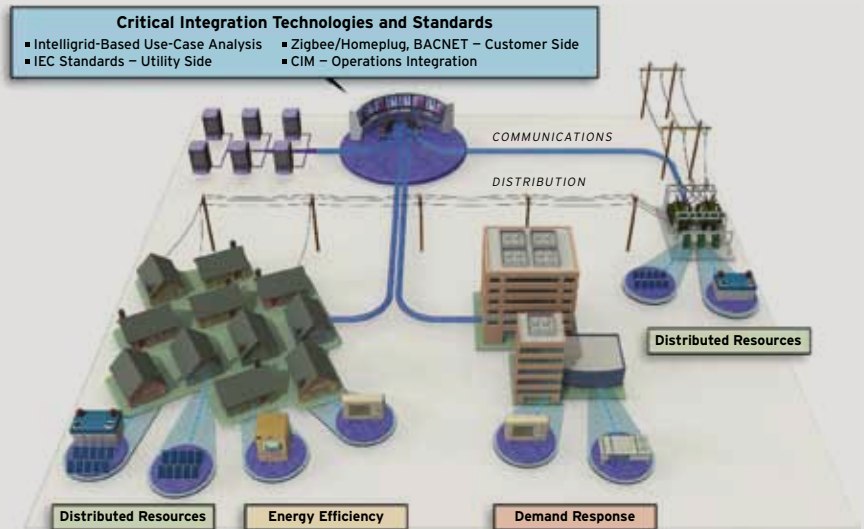 Critical Integration Technologies and Standards
▪ Intelligrid-Based Use-Case Analysis
▪ Zigbee/Homeplug, BACNET – Customer Side
▪ IEC Standards – Utility Side
▪ CIM – Operations Integration
COMMUNICATIONS
DISTRIBUTION
Distributed Resources
Distributed Resources
Energy Efficiency
Demand Response